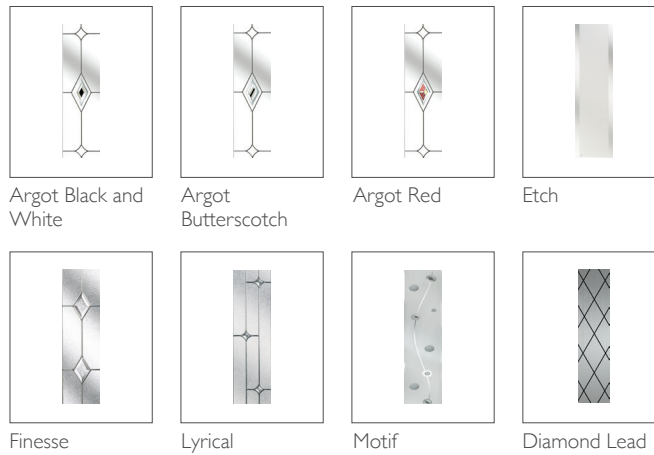 Argot Black and
White
Argot
Butterscotch
Argot Red
Etch
Finesse
Lyrical
Motif
Diamond Lead